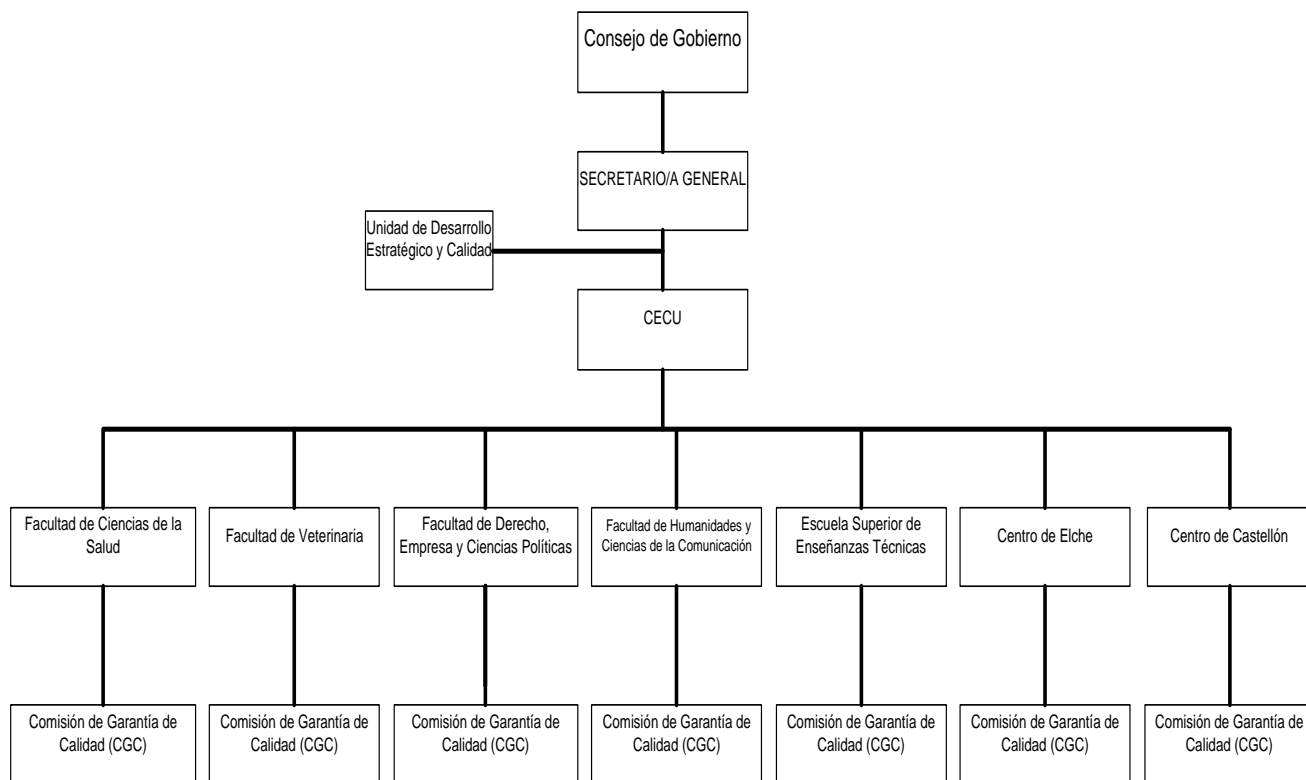 Consejo de Gobierno
SECRETARIO/A GENERAL
Unidad de Desarrollo
Estratégico y Calidad
CECU
Facultad de Ciencias de la
Salud
Facultad de Veterinaria
Facultad de Derecho,
Empresa y Ciencias Políticas
Facultad de Humanidades y
Ciencias de la Comunicación
Escuela Superior de
Enseñanzas Técnicas
Centro de Elche
Centro de Castellón
Comisión de Garantía de
Calidad (CGC)
Comisión de Garantía de
Calidad (CGC)
Comisión de Garantía de
Calidad (CGC)
Comisión de Garantía de
Calidad (CGC)
Comisión de Garantía de
Calidad (CGC)
Comisión de Garantía de
Calidad (CGC)
Comisión de Garantía de
Calidad (CGC)